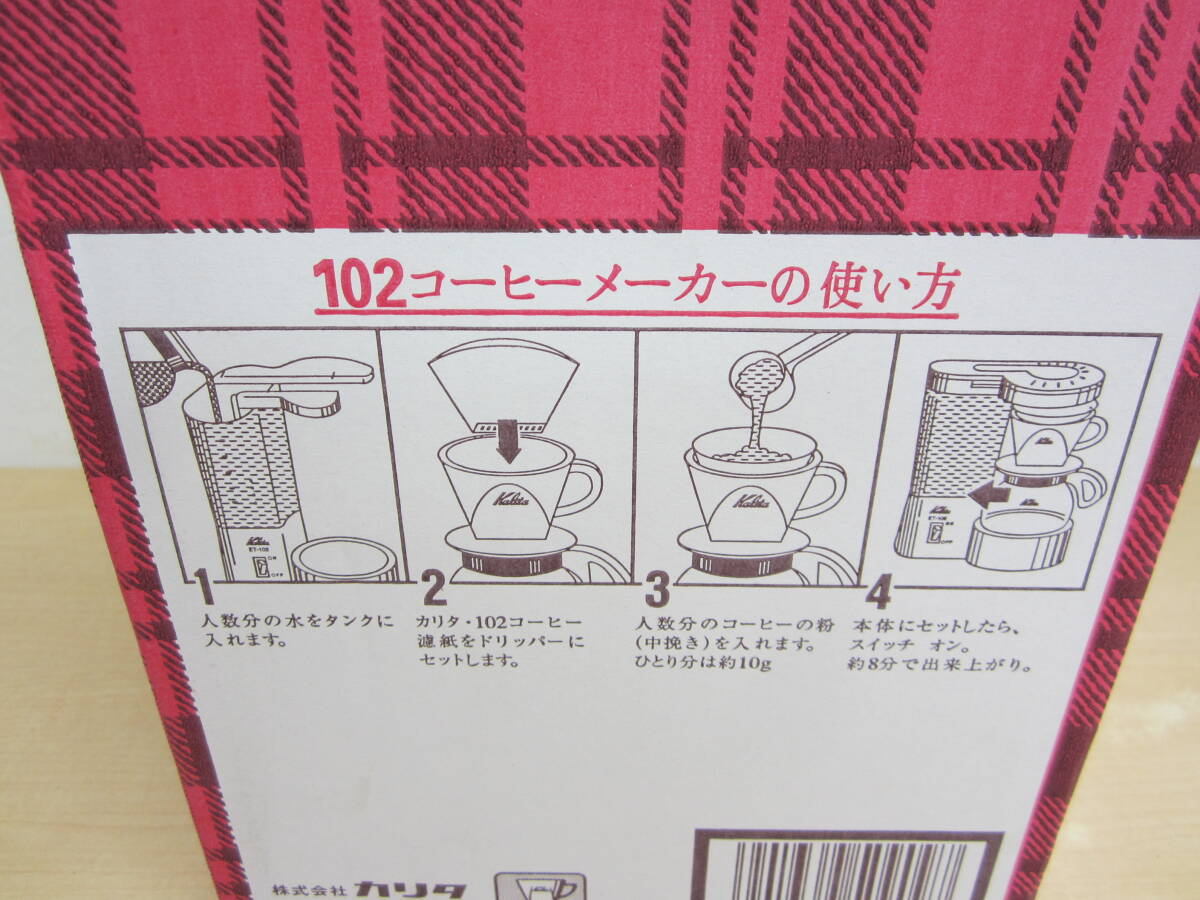 102コーヒーメーカーの使い方
Kalita
Kalita
ET-102
ON
OFF
OFF
1
人数分の水をタンクに
入れます。
2
カリタ・102コーヒー
濾紙をドリッパーに
セットします。
3
人数分のコーヒーの粉
(中挽き)を入れます。
ひとり分は約10g
4
本体にセットしたら、
スイッチ オン。
約8分で出来上がり。
株式会社 カリタ